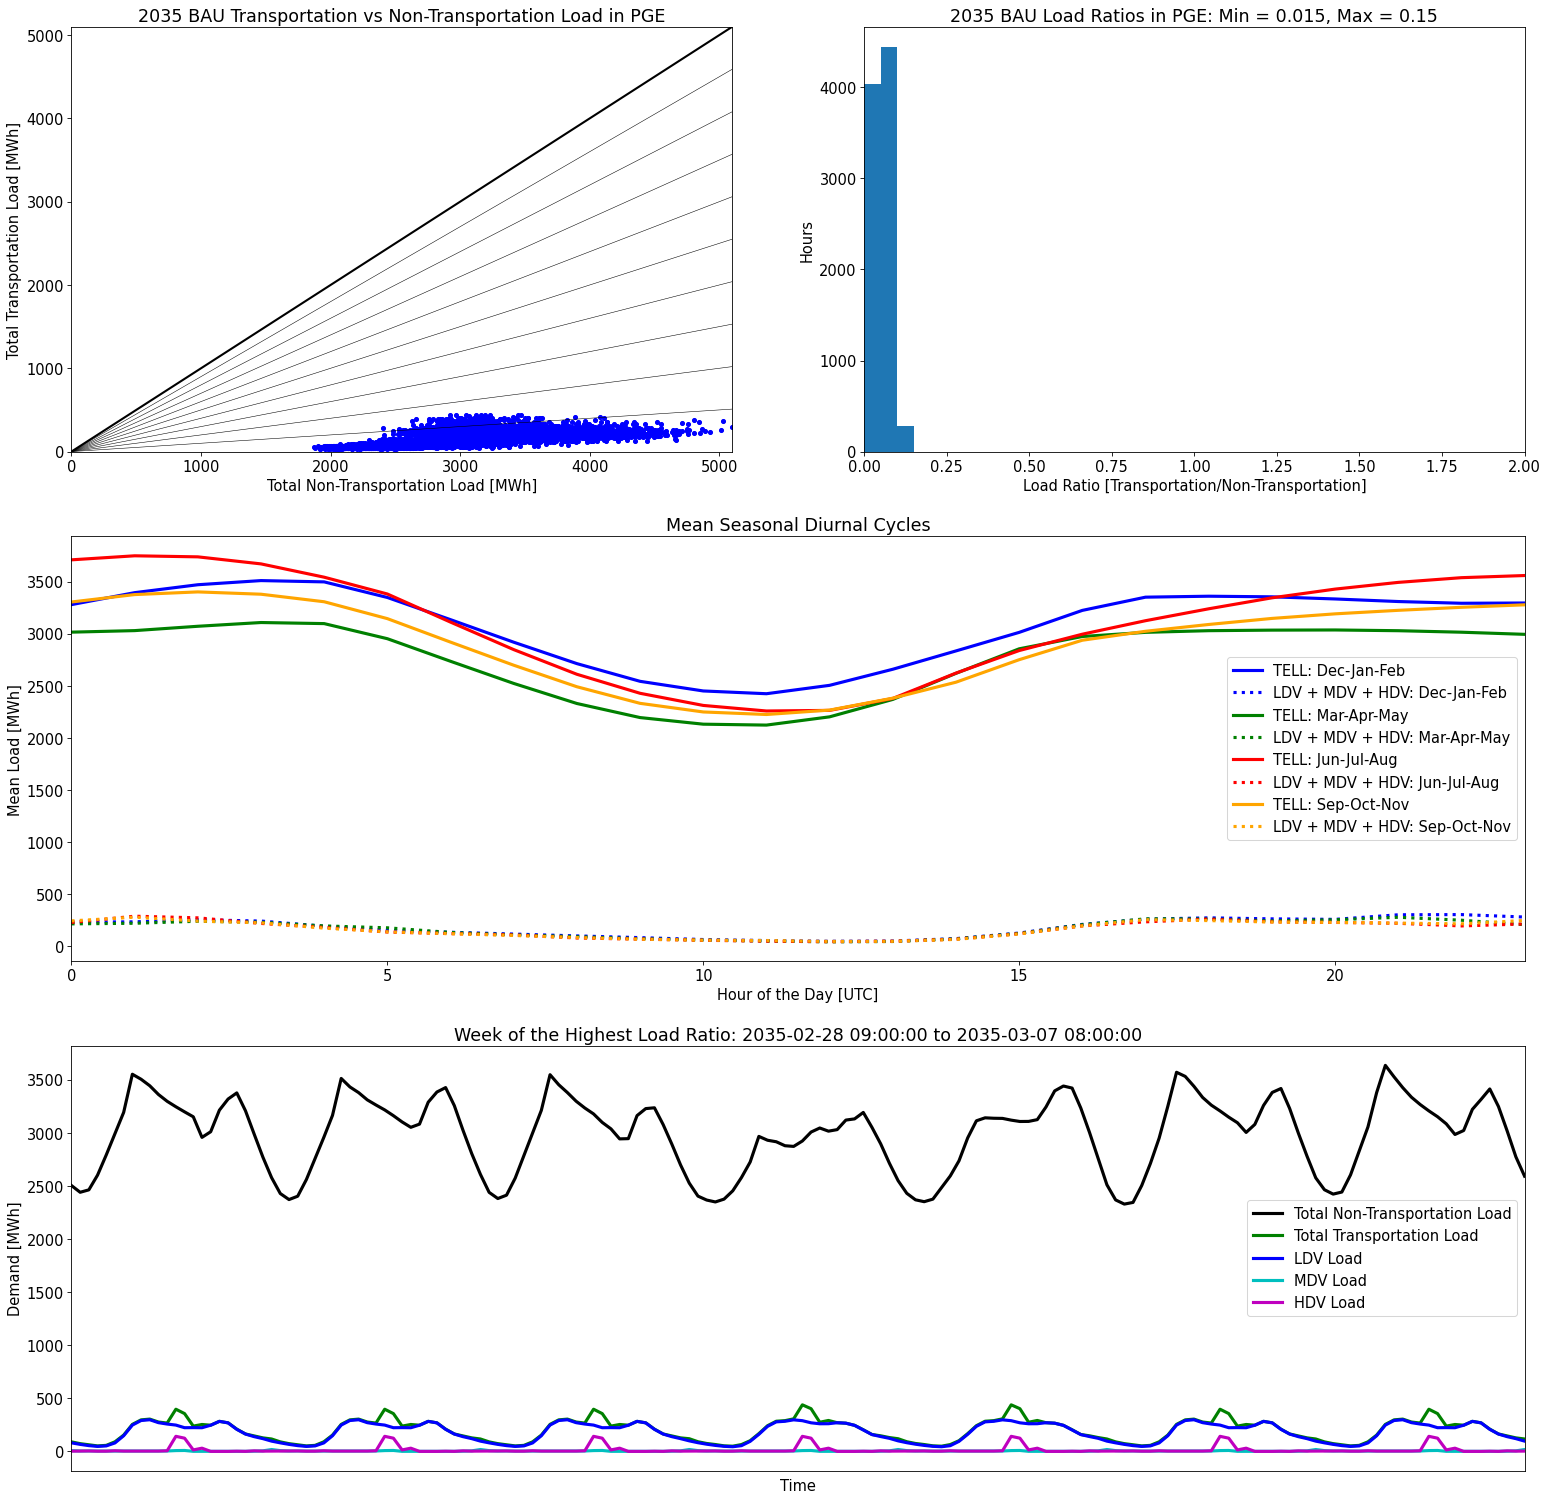 2035 BAU Transportation vs Non-Transportation Load in PGE
5000
4000
3000
2000
1000
0
Total Transportation Load [MWh]
0 1000 2000 3000 4000 5000
Total Non-Transportation Load [MWh]
2035 BAU Load Ratios in PGE: Min = 0.015, Max = 0.15
4000
3000
2000
1000
0
Hours
0.00 0.25 0.50 0.75 1.00 1.25 1.50 1.75 2.00
Load Ratio [Transportation/Non-Transportation]
Mean Seasonal Diurnal Cycles
3500
3000
2500
2000
1500
1000
500
0
Mean Load [MWh]
TELL: Dec-Jan-Feb
LDV + MDV + HDV: Dec-Jan-Feb
TELL: Mar-Apr-May
LDV + MDV + HDV: Mar-Apr-May
TELL: Jun-Jul-Aug
LDV + MDV + HDV: Jun-Jul-Aug
TELL: Sep-Oct-Nov
LDV + MDV + HDV: Sep-Oct-Nov
0 5 10 15 20
Hour of the Day [UTC]
Week of the Highest Load Ratio: 2035-02-28 09:00:00 to 2035-03-07 08:00:00
3500
3000
2500
2000
1500
1000
500
0
Demand [MWh]
Total Non-Transportation Load
Total Transportation Load
LDV Load
MDV Load
HDV Load
Time